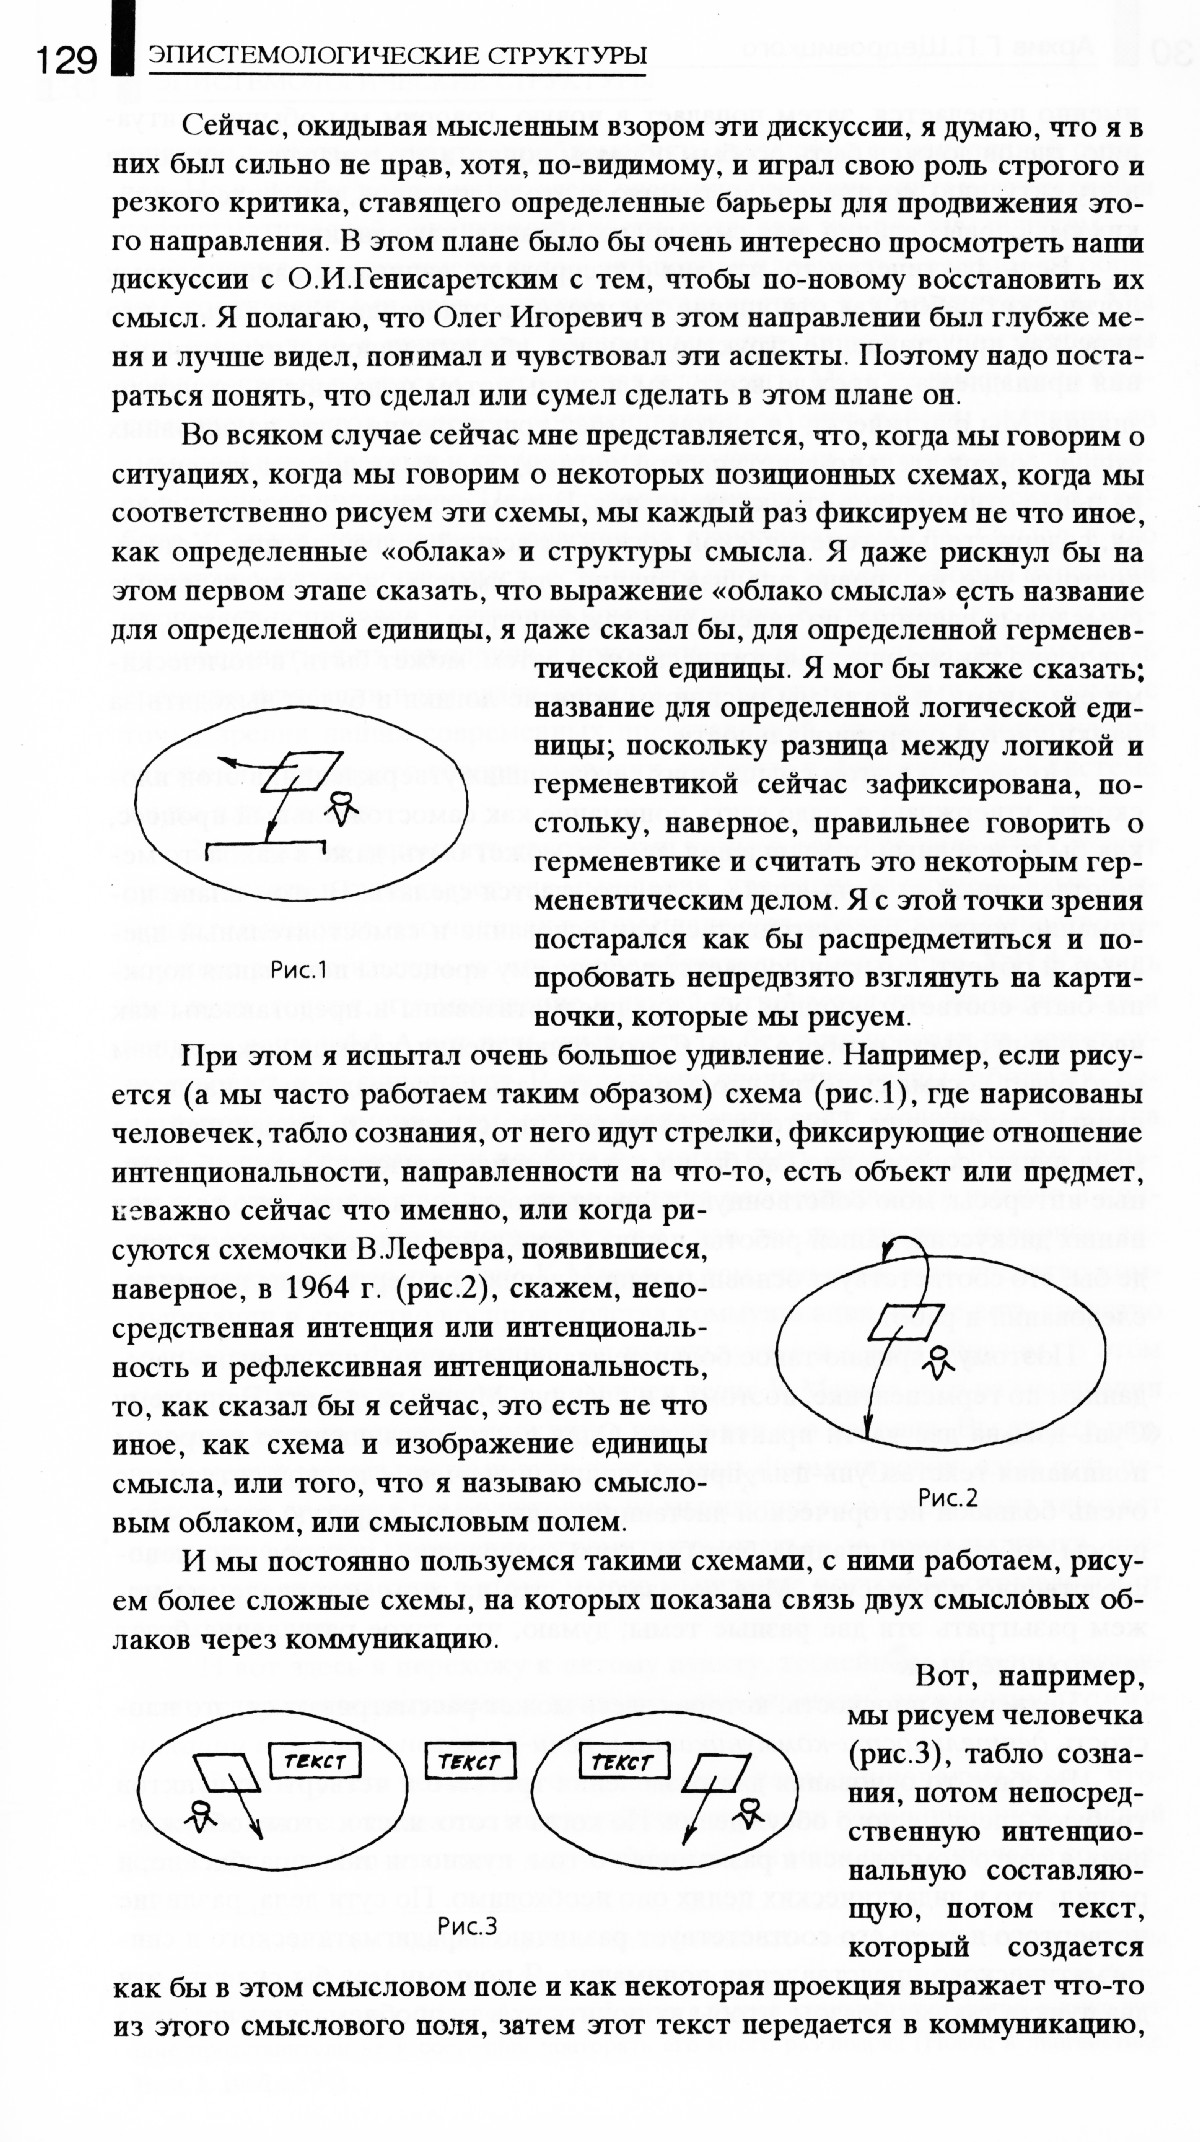 129 ЭПИСТЕМОЛОГИЧЕСКИЕ СТРУКТУРЫ
Сейчас, окидывая мысленным взором эти дискуссии, я думаю, что я в
них был сильно не прав, хотя, по-видимому, и играл свою роль строгого и
резкого критика, ставящего определенные барьеры для продвижения это-
го направления. В этом плане было бы очень интересно просмотреть наши
дискуссии с О.И.Генисаретским с тем, чтобы по-новому восстановить их
смысл. Я полагаю, что Олег Игоревич в этом направлении был глубже ме-
ня и лучше видел, понимал и чувствовал эти аспекты. Поэтому надо поста-
раться понять, что сделал или сумел сделать в этом плане он.
Во всяком случае сейчас мне представляется, что, когда мы говорим о
ситуациях, когда мы говорим о некоторых позиционных схемах, когда мы
соответственно рисуем эти схемы, мы каждый раз фиксируем не что иное,
как определенные «облака» и структуры смысла. Я даже рискнул бы на
этом первом этапе сказать, что выражение «облако смысла» есть название
для определенной единицы, я даже сказал бы, для определенной герменев-
тической единицы. Я мог бы также сказать:
название для определенной логической еди-
ницы; поскольку разница между логикой и
герменевтикой сейчас зафиксирована, по-
стольку, наверное, правильнее говорить о
герменевтике и считать это некоторым гер-
меневтическим делом. Я с этой точки зрения
постарался как бы распредметиться и по-
пробовать непредвзято взглянуть на карти-
ночки, которые мы рисуем.
Рис.1
При этом я испытал очень большое удивление. Например, если рису-
ется (а мы часто работаем таким образом) схема (рис.1), где нарисованы
человечек, табло сознания, от него идут стрелки, фиксирующие отношение
интенциональности, направленности на что-то, есть объект или предмет,
неважно сейчас что именно, или когда ри-
суются схемочки В.Лефевра, появившиеся,
наверное, в 1964 г. (рис.2), скажем, непо-
средственная интенция или интенциональ-
ность и рефлексивная интенциональность,
то, как сказал бы я сейчас, это есть не что
иное, как схема и изображение единицы
смысла, или того, что я называю смысло-
вым облаком, или смысловым полем.
Рис.2
И мы постоянно пользуемся такими схемами, с ними работаем, рису-
ем более сложные схемы, на которых показана связь двух смысловых об-
лаков через коммуникацию.
ТЕКСТ ТЕКСТ ТЕКСТ
Рис.3
Вот, например,
мы рисуем человечка
(рис.3), табло созна-
ния, потом непосред-
ственную интенцио-
нальную составляю-
щую, потом текст,
который создается
как бы в этом смысловом поле и как некоторая проекция выражает что-то
из этого смыслового поля, затем этот текст передается в коммуникацию,